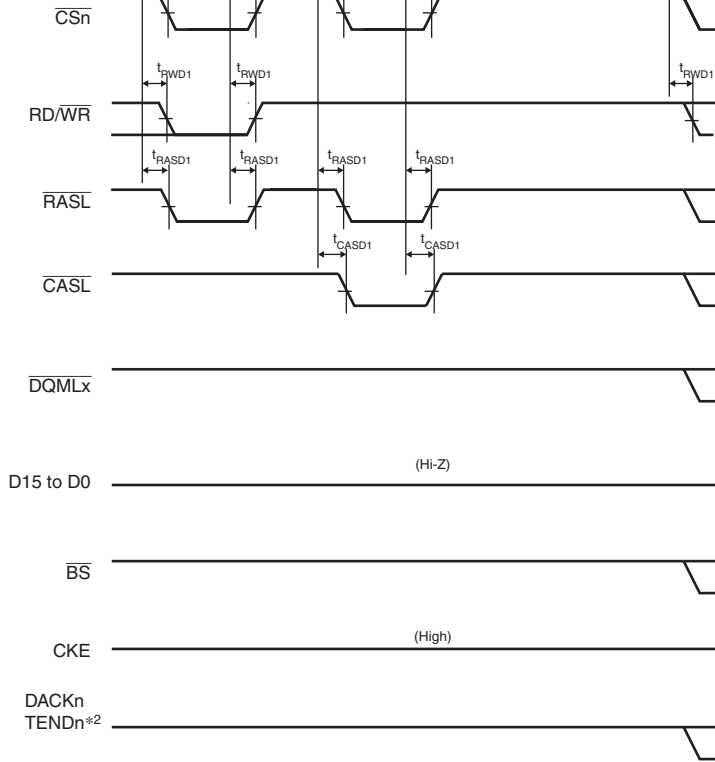 CSn
tRWD1 tRWD1 tRWD1
RD/WR
tRASD1 tRASD1 tRASD1 tRASD1
RASL
tCASD1 tCASD1
CASL
DQMLx
(Hi-Z)
D15 to D0
BS
(High)
CKE
DACKn
TENDn*2